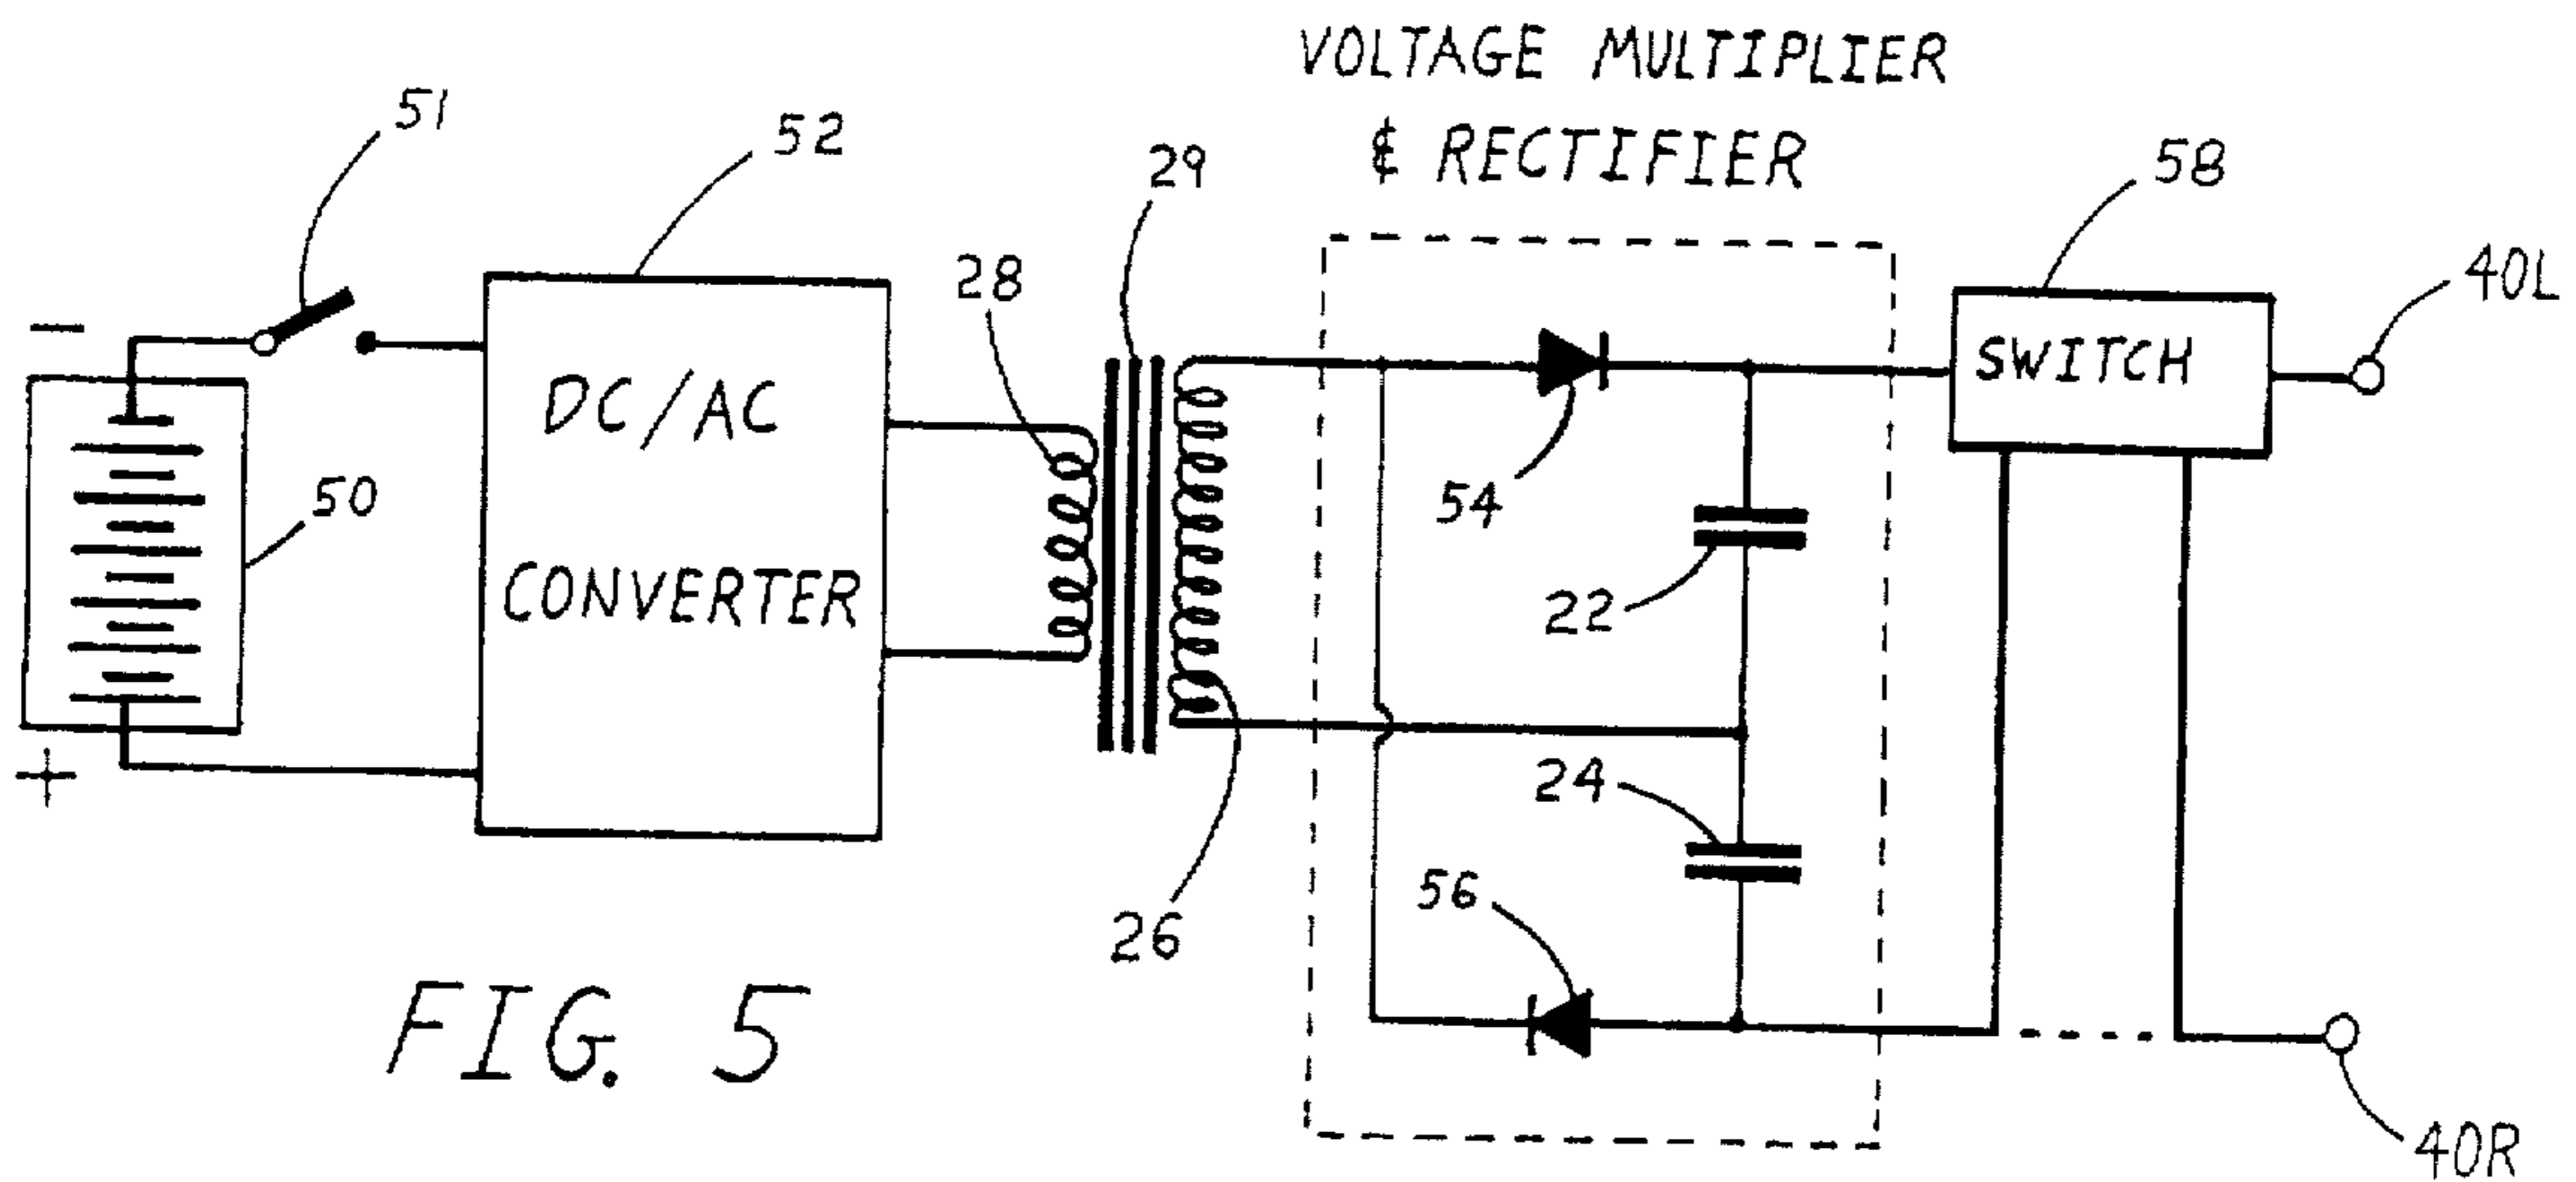 VOLTAGE MULTIPLIER
& RECTIFIER
51
52
29
58
28
40L
−
SWITCH
DC/AC
CONVERTER
50
54
22
+
24
56
26
FIG. 5
40R